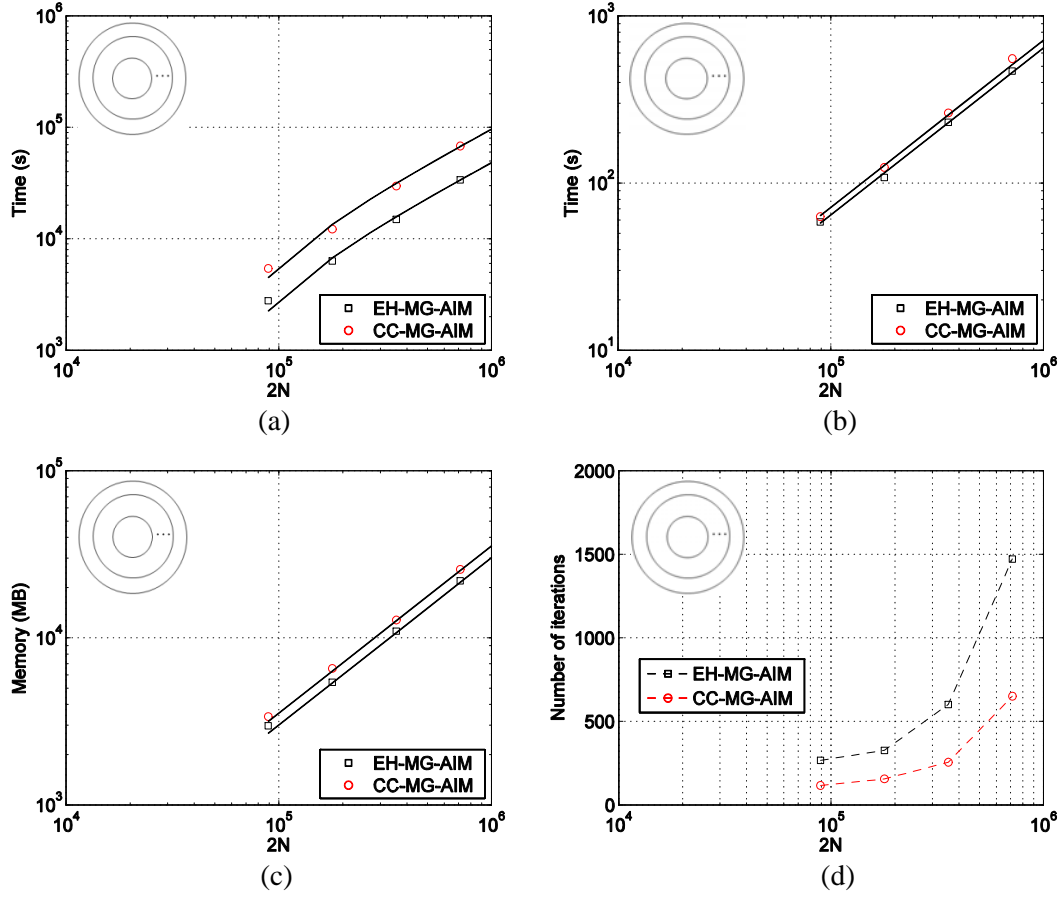 10^6
10^5
10^4
10^3
Time (s)
10^4
10^5
10^6
2N
EH-MG-AIM
CC-MG-AIM
(a)
10^3
10^2
10^1
Time (s)
10^4
10^5
10^6
2N
EH-MG-AIM
CC-MG-AIM
(b)
10^5
10^4
10^3
Memory (MB)
10^4
10^5
10^6
2N
EH-MG-AIM
CC-MG-AIM
(c)
2000
1500
1000
500
0
Number of iterations
10^4
10^5
10^6
2N
EH-MG-AIM
CC-MG-AIM
(d)